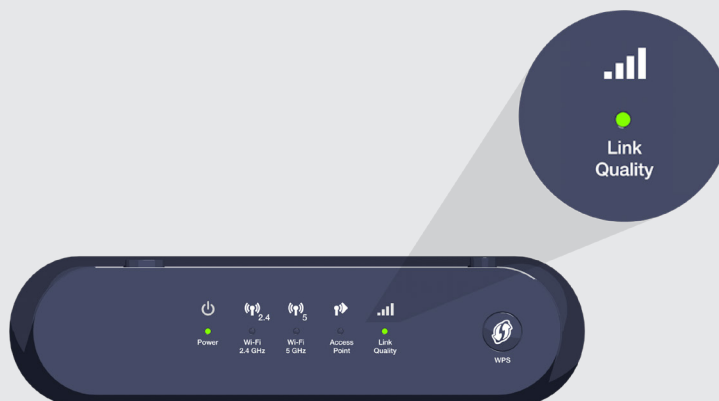 Link
Quality
2.4
5
Power
Wi-Fi
2.4 GHz
Wi-Fi
5 GHz
Access
Point
Link
Quality
WPS